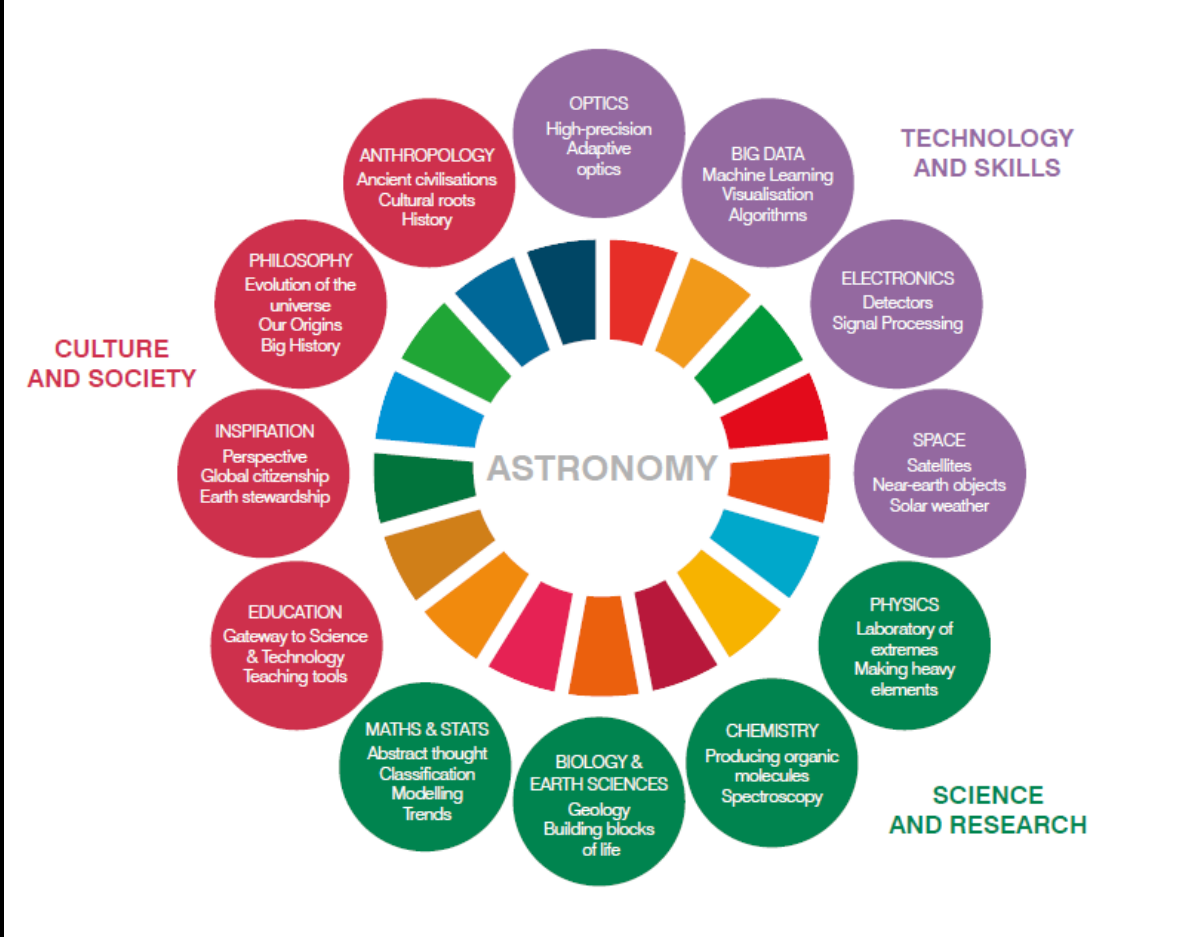 OPTICS
High-precision
Adaptive
optics
BIG DATA
Machine Learning
Visualisation
Algorithms
TECHNOLOGY
AND SKILLS
ELECTRONICS
Detectors
Signal Processing
SPACE
Satellites
Near-earth objects
Solar weather
PHYSICS
Laboratory of
extremes
Making heavy
elements
CHEMISTRY
Producing organic
molecules
Spectroscopy
SCIENCE
AND RESEARCH
BIOLOGY &
EARTH SCIENCES
Geology
Building blocks
of life
MATHS & STATS
Abstract thought
Classification
Modelling
Trends
EDUCATION
Gateway to Science
& Technology
Teaching tools
INSPIRATION
Perspective
Global citizenship
Earth stewardship
CULTURE
AND SOCIETY
PHILOSOPHY
Evolution of the
universe
Our Origins
Big History
ANTHROPOLOGY
Ancient civilisations
Cultural roots
History
ASTRONOMY